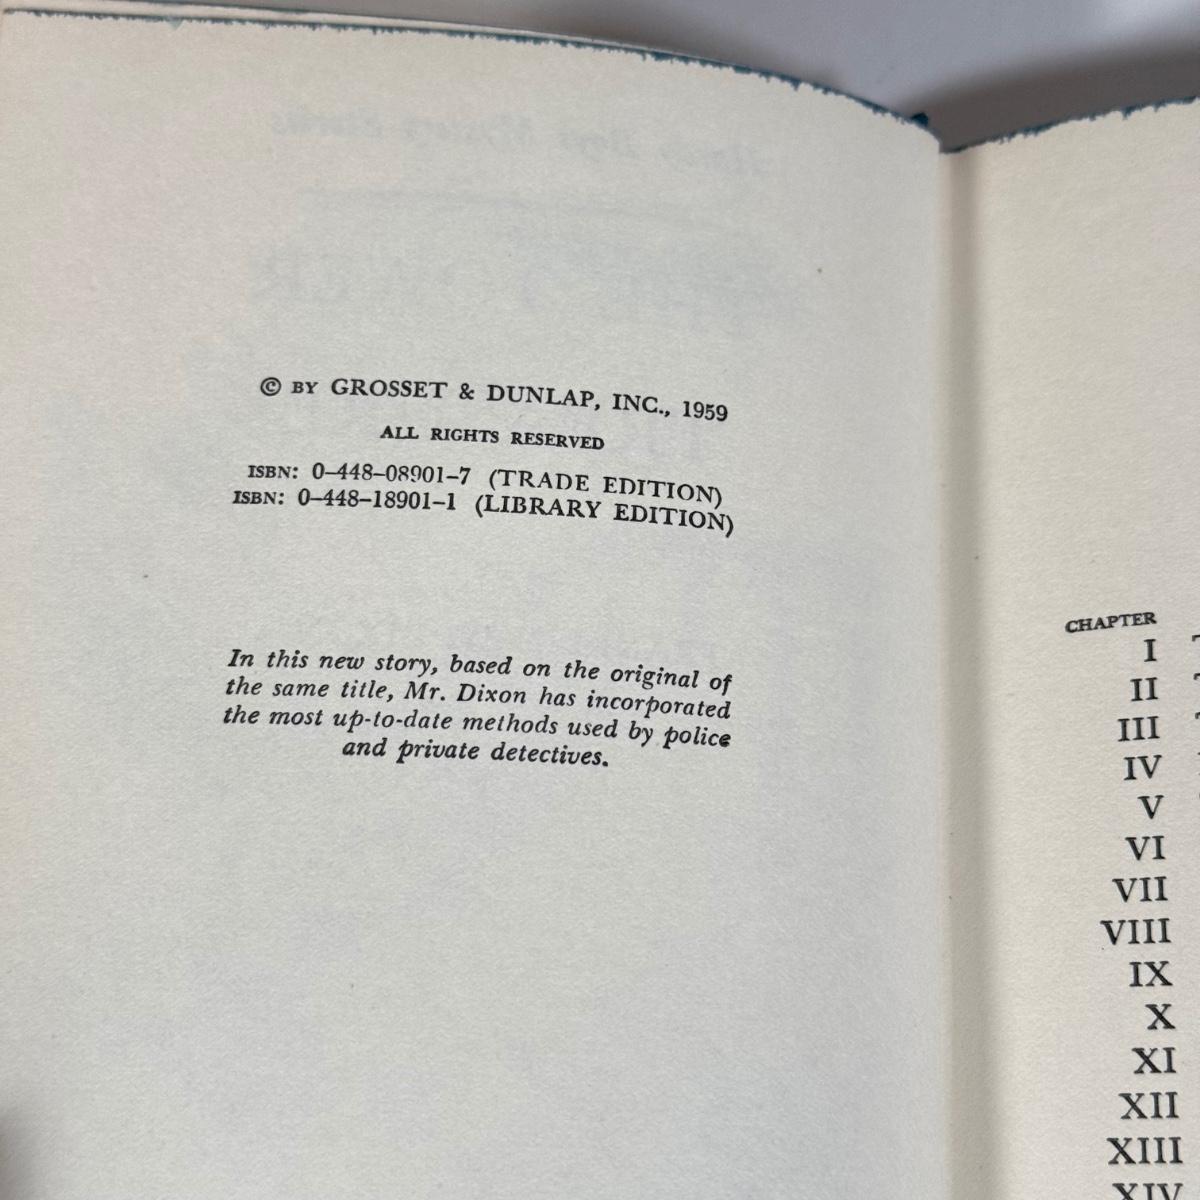 © BY GROSSET & DUNLAP, INC., 1959
ALL RIGHTS RESERVED
ISBN: 0-448-08901-7 (TRADE EDITION)
ISBN: 0-448-18901-1 (LIBRARY EDITION)
In this new story, based on the original of
the same title, Mr. Dixon has incorporated
the most up-to-date methods used by police
and private detectives.
CHAPTER
I
II
III
IV
V
VI
VII
VIII
IX
X
XI
XII
XIII
XIV